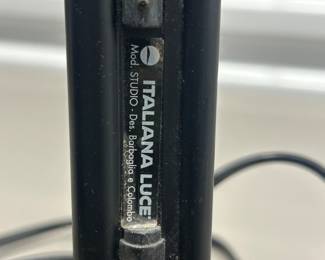 ITALIANA LUCE
Mod. STUDIO - Des. Barbaglia e Colombo